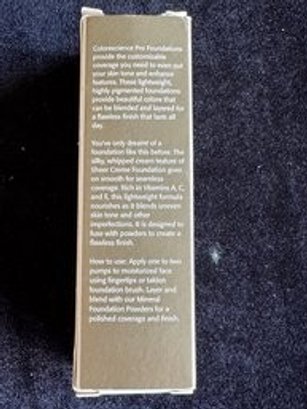 Colorescience Pro Foundations
provide the customizable
coverage you need to even out
your skin tone and enhance
features. These lightweight,
highly pigmented foundations
provide beautiful colors that
can be blended and layered for
a flawless finish that lasts all
day.
You've only dreamt of a
foundation like this before: The
silky, whipped cream texture of
Sheer Creme Foundation goes
on smooth for seamless
coverage. Rich in Vitamins A, C,
and E, this lightweight formula
nourishes as it blends uneven
skin tone and other
imperfections. It is designed to
fuse with powders to create a
flawless finish.
How to use: Apply one to two
pumps to moisturized face
using fingertips or taklon
foundation brush. Layer and
blend with our Mineral
Foundation Powders for a
polished coverage and finish.